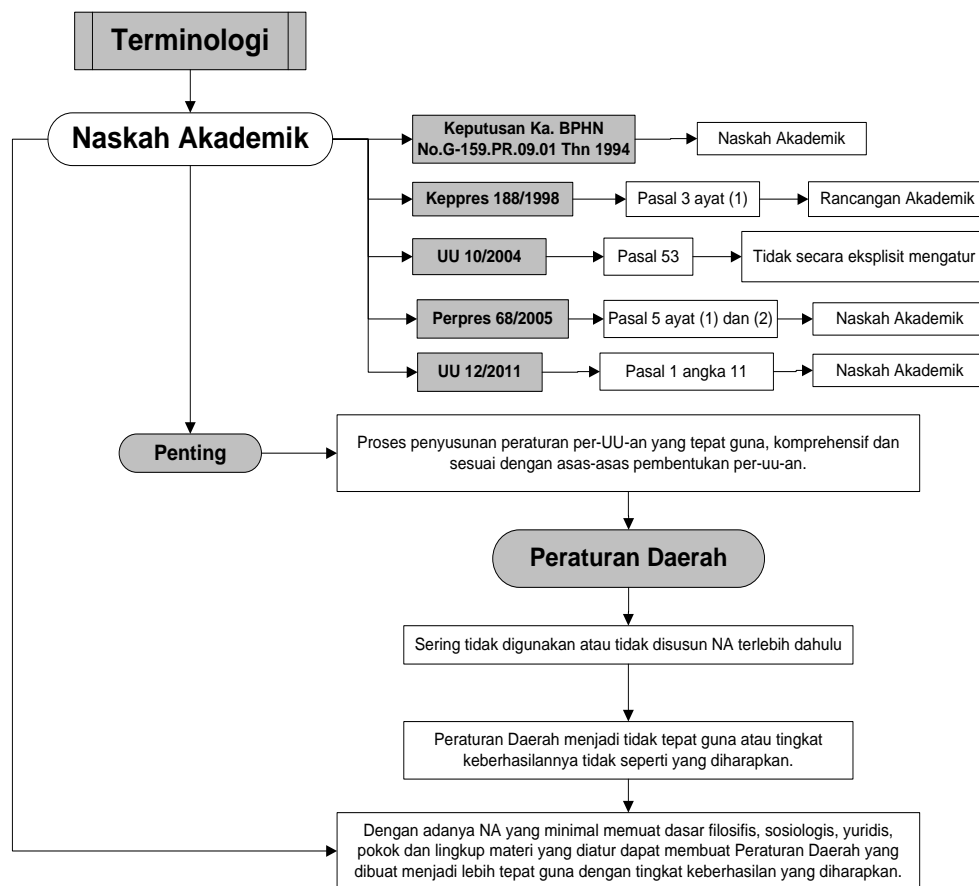 Terminologi
Naskah Akademik
Keputusan Ka. BPHN
No.G-159.PR.09.01 Thn 1994
Naskah Akademik
Keppres 188/1998
Pasal 3 ayat (1)
Rancangan Akademik
UU 10/2004
Pasal 53
Tidak secara eksplisit mengatur
Perpres 68/2005
Pasal 5 ayat (1) dan (2)
Naskah Akademik
UU 12/2011
Pasal 1 angka 11
Naskah Akademik
Penting
Proses penyusunan peraturan per-UU-an yang tepat guna, komprehensif dan
sesuai dengan asas-asas pembentukan per-uu-an.
Peraturan Daerah
Sering tidak digunakan atau tidak disusun NA terlebih dahulu
Peraturan Daerah menjadi tidak tepat guna atau tingkat
keberhasilannya tidak seperti yang diharapkan.
Dengan adanya NA yang minimal memuat dasar filosifis, sosiologis, yuridis,
pokok dan lingkup materi yang diatur dapat membuat Peraturan Daerah yang
dibuat menjadi lebih tepat guna dengan tingkat keberhasilan yang diharapkan.